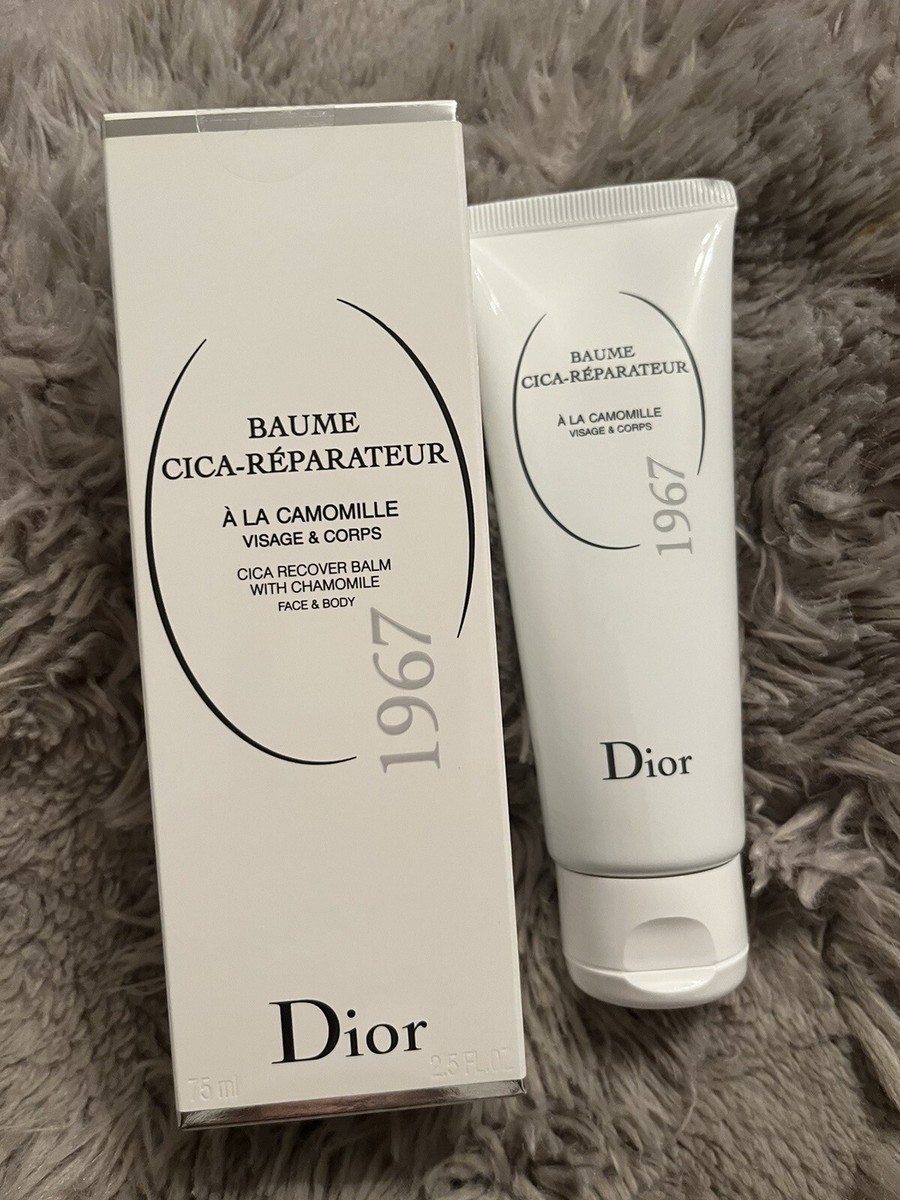 BAUME
CICA-RÉPARATEUR
À LA CAMOMILLE
VISAGE & CORPS
CICA RECOVER BALM
WITH CHAMOMILE
FACE & BODY
1967
Dior
75 ml
2.5 FL.OZ
BAUME
CICA-RÉPARATEUR
À LA CAMOMILLE
VISAGE & CORPS
1967
Dior